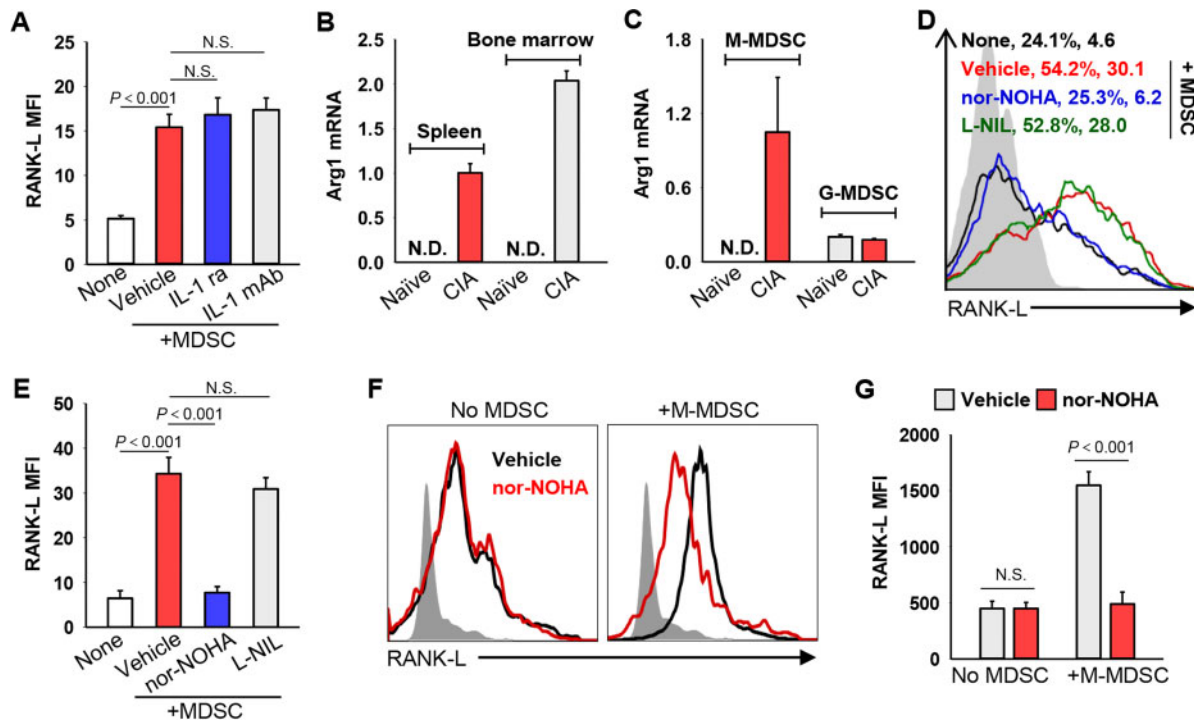 A
RANK-L MFI
25
20
15
10
5
0
N.S.
N.S.
P < 0.001
None
Vehicle
IL-1 ra
IL-1 mAb
+MDSC
B
Arg1 mRNA
2.5
2.0
1.5
1.0
0.5
0.0
Bone marrow
Spleen
N.D.
N.D.
Naïve
CIA
Naïve
CIA
C
Arg1 mRNA
1.8
1.2
0.6
0.0
M-MDSC
G-MDSC
N.D.
Naïve
CIA
Naïve
CIA
D
None, 24.1%, 4.6
Vehicle, 54.2%, 30.1
nor-NOHA, 25.3%, 6.2
L-NIL, 52.8%, 28.0
+ MDSC
RANK-L
E
RANK-L MFI
50
40
30
20
10
0
N.S.
P < 0.001
P < 0.001
None
Vehicle
nor-NOHA
L-NIL
+MDSC
F
No MDSC
+M-MDSC
Vehicle
nor-NOHA
RANK-L
G
Vehicle
nor-NOHA
RANK-L MFI
2000
1500
1000
500
0
P < 0.001
N.S.
No MDSC
+M-MDSC